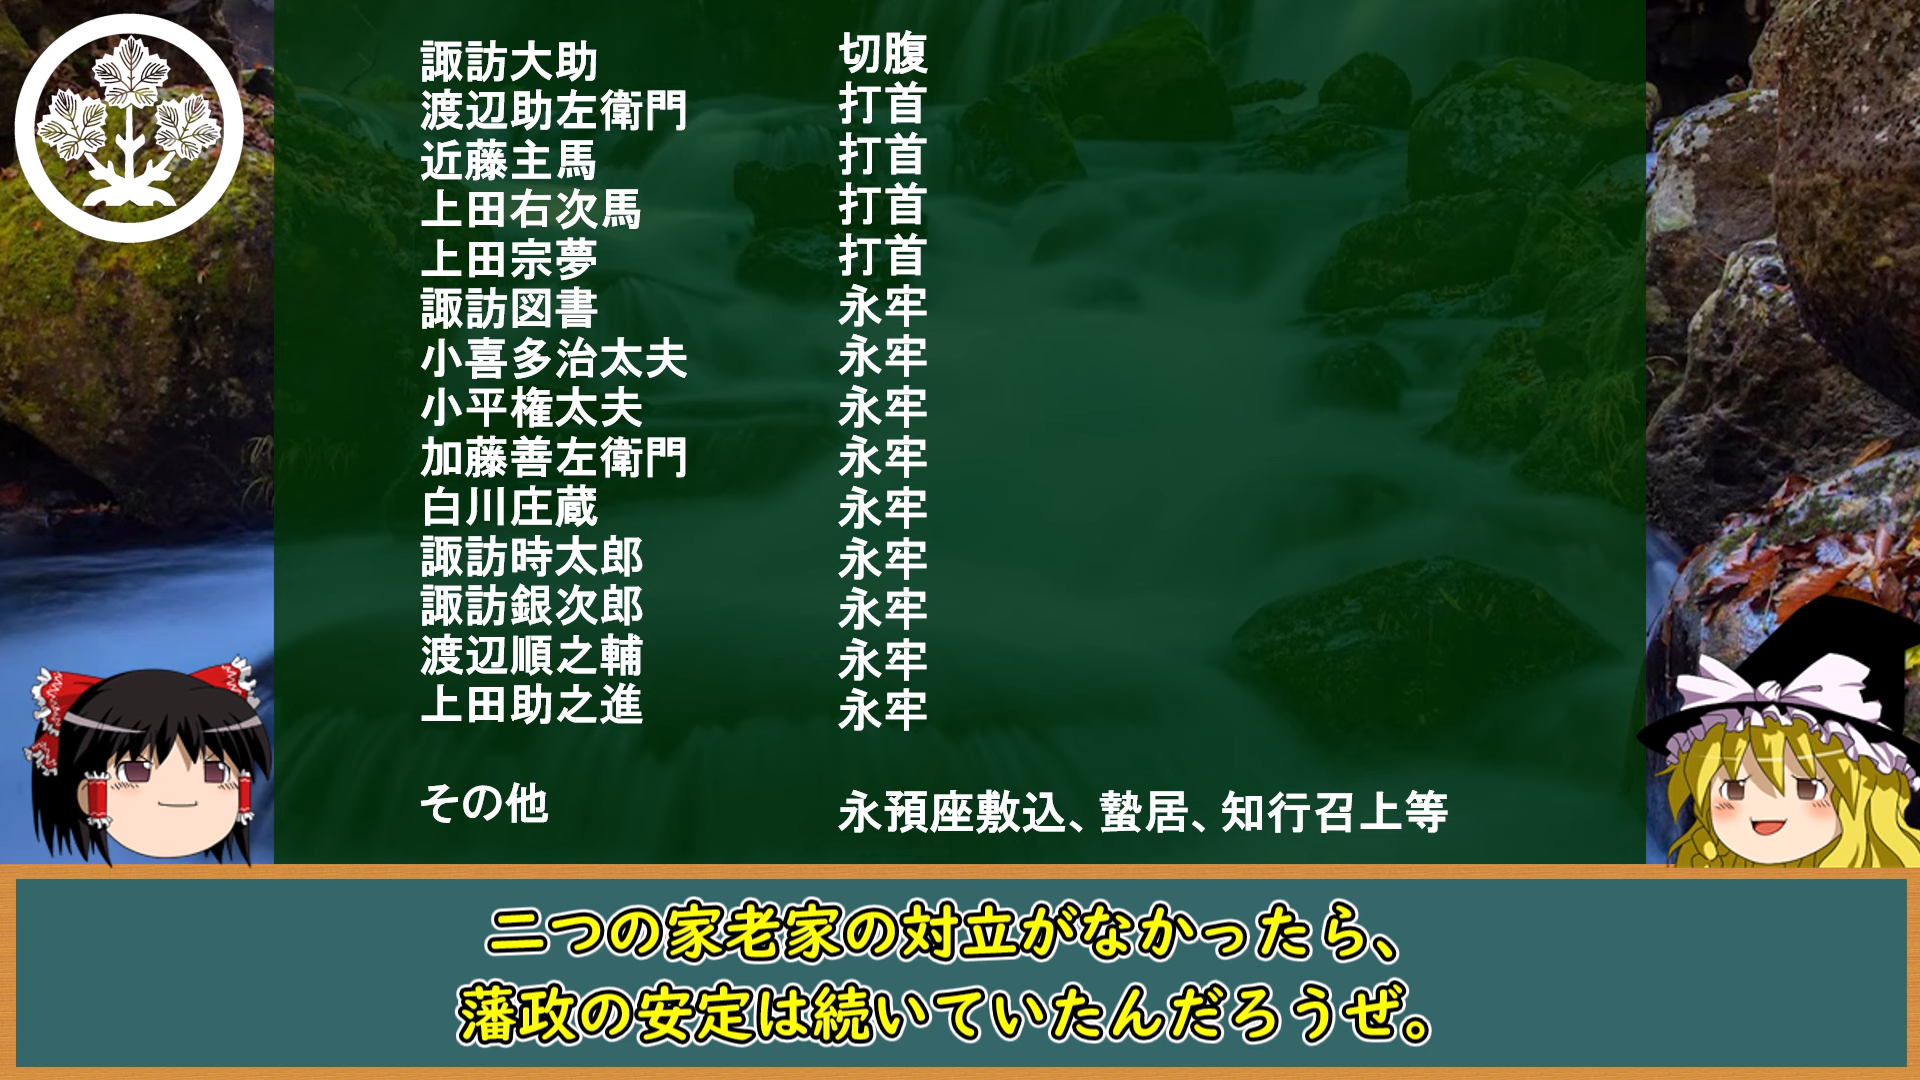 諏訪大助 切腹
渡辺助左衛門 打首
近藤主馬 打首
上田右次馬 打首
上田宗夢 打首
諏訪図書 永牢
小喜多治太夫 永牢
小平権太夫 永牢
加藤善左衛門 永牢
白川庄蔵 永牢
諏訪時太郎 永牢
諏訪銀次郎 永牢
渡辺順之輔 永牢
上田助之進 永牢
その他 永預座敷込、蟄居、知行召上等
二つの家老家の対立がなかったら、
藩政の安定は続いていたんだろうぜ。